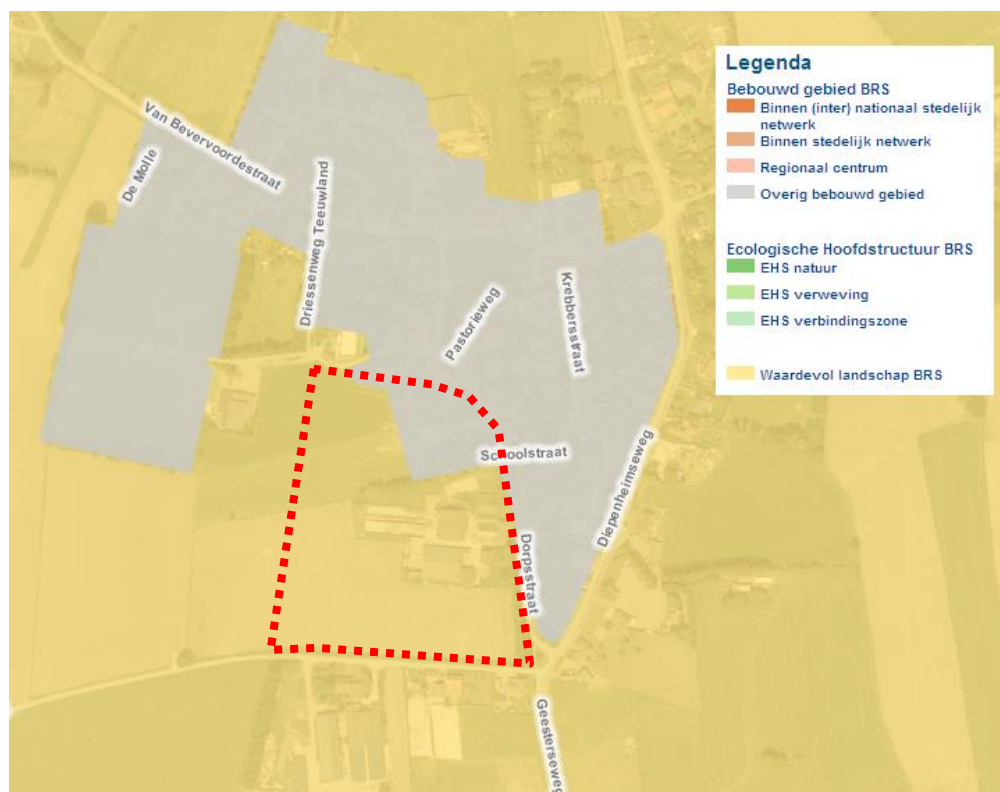 Legenda
Bebouwd gebied BRS
Binnen (inter) nationaal stedelijk
netwerk
Binnen stedelijk netwerk
Regionaal centrum
Overig bebouwd gebied
Ecologische Hoofdstructuur BRS
EHS natuur
EHS verweving
EHS verbindingszone
Waardevol landschap BRS
Van Bevervoordestraat
De Molle
Driessenweg Teeuwland
Pastorieweg
Krebbersstraat
Schoolstraat
Diepenheimseweg
Dorpsstraat
Geesterseweg